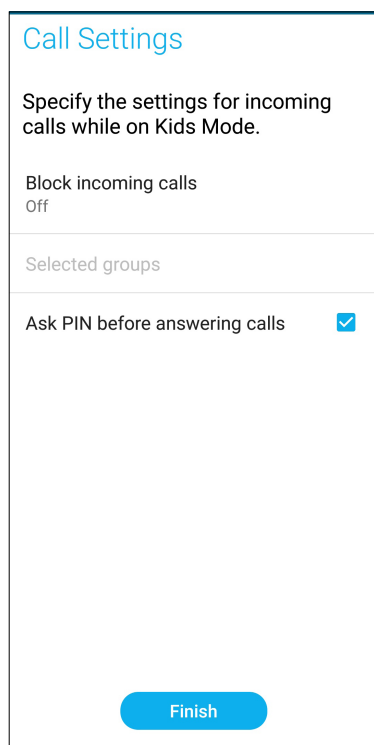 Call Settings
Specify the settings for incoming
calls while on Kids Mode.
Block incoming calls
Off
Selected groups
Ask PIN before answering calls
Finish